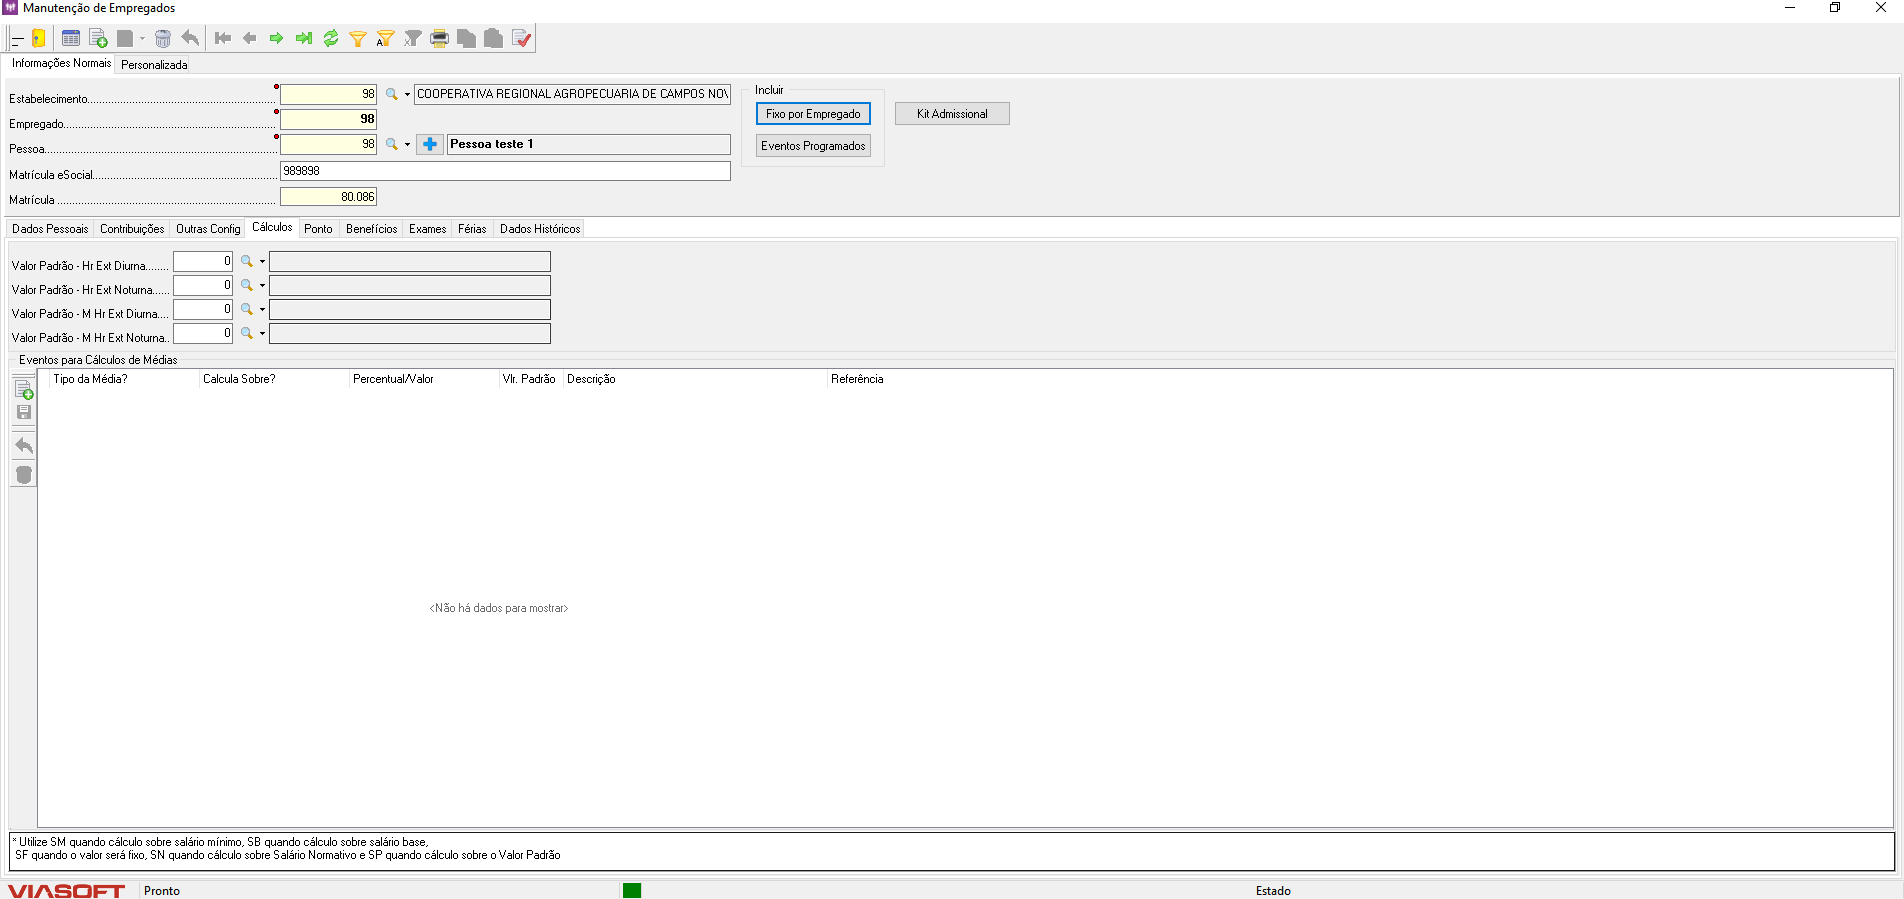 Manutenção de Empregados
Informações Normais Personalizada
Estabelecimento 98 COOPERATIVA REGIONAL AGROPECUARIA DE CAMPOS
Empregado 98
Pessoa 98 Pessoa teste 1
Matrícula eSocial 989898
Matrícula 80.086
Incluir
Fixo por Empregado
Eventos Programados
Kit Admissional
Dados Pessoais Contribuições Outras Config Cálculos Ponto Benefícios Exames Férias Dados Históricos
Valor Padrão - Hr Ext Diurna........ 0
Valor Padrão - Hr Ext Noturna...... 0
Valor Padrão - M Hr Ext Diurna.... 0
Valor Padrão - M Hr Ext Noturna.. 0
Eventos para Cálculos de Médias
Tipo da Média? Calcula Sobre? Percentual/Valor Vlr. Padrão Descrição Referência
<Não há dados para mostrar>
* Utilize SM quando cálculo sobre salário mínimo, SB quando cálculo sobre salário base,
SF quando o valor será fixo, SN quando cálculo sobre Salário Normativo e SP quando cálculo sobre o Valor Padrão
VIASOFT Pronto Estado